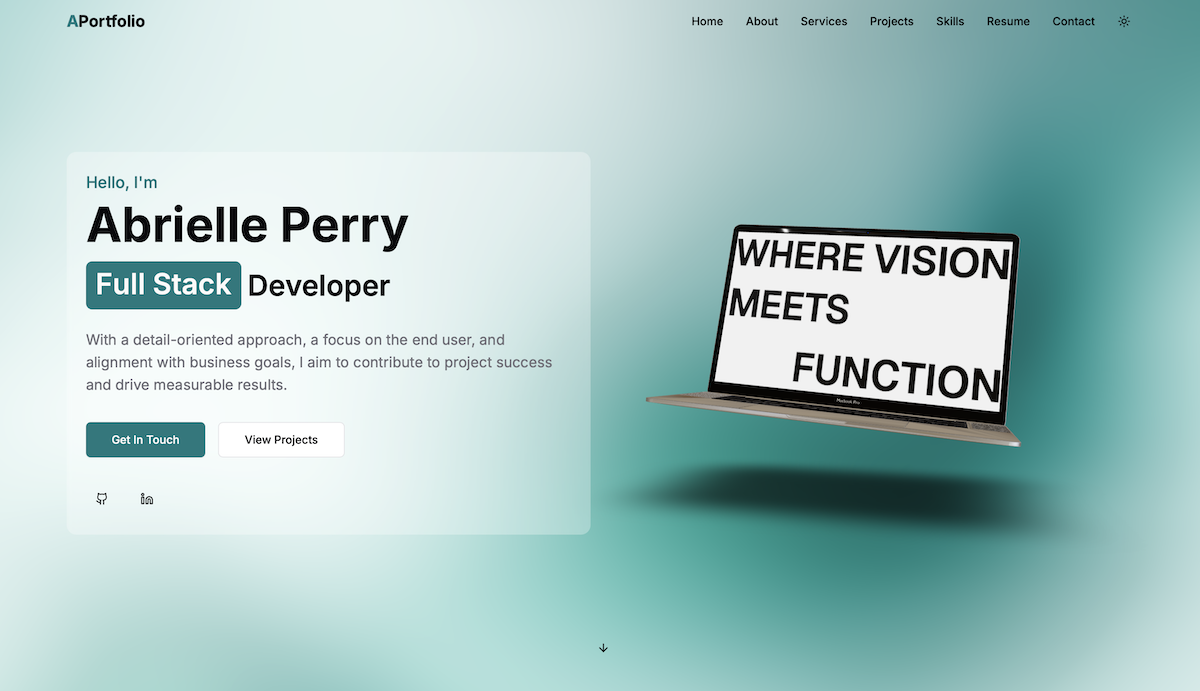 APortfolio
Home About Services Projects Skills Resume Contact
Hello, I'm
Abrielle Perry
Full Stack Developer
With a detail-oriented approach, a focus on the end user, and
alignment with business goals, I aim to contribute to project success
and drive measurable results.
Get In Touch View Projects
WHERE VISION
MEETS
FUNCTION
Macbook Pro